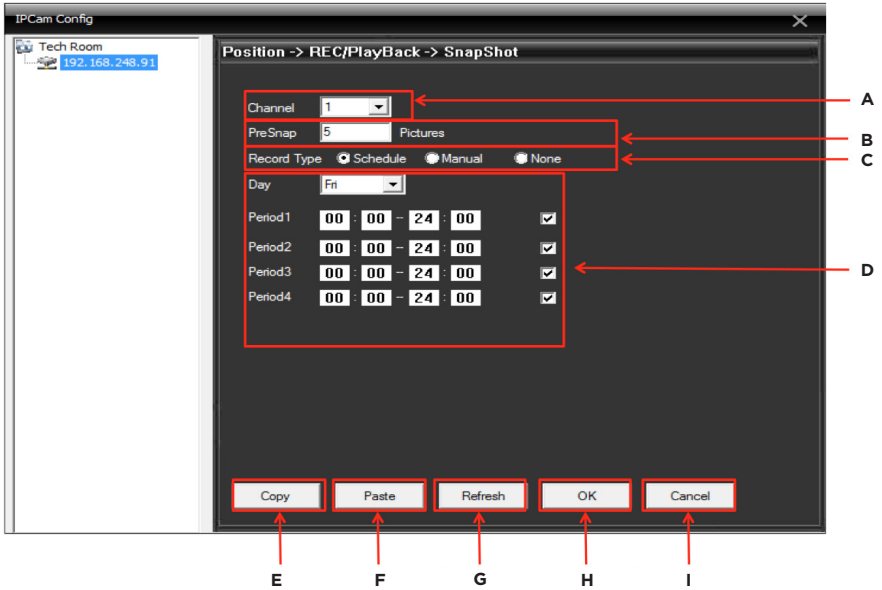 IPCam Config
Tech Room
192.168.248.91
Position -> REC/PlayBack -> SnapShot
Channel 1 A
PreSnap 5 Pictures B
Record Type Schedule Manual None C
Day Fri
Period1 00 : 00 - 24 : 00
Period2 00 : 00 - 24 : 00
Period3 00 : 00 - 24 : 00 D
Period4 00 : 00 - 24 : 00
Copy Paste Refresh OK Cancel
E F G H I